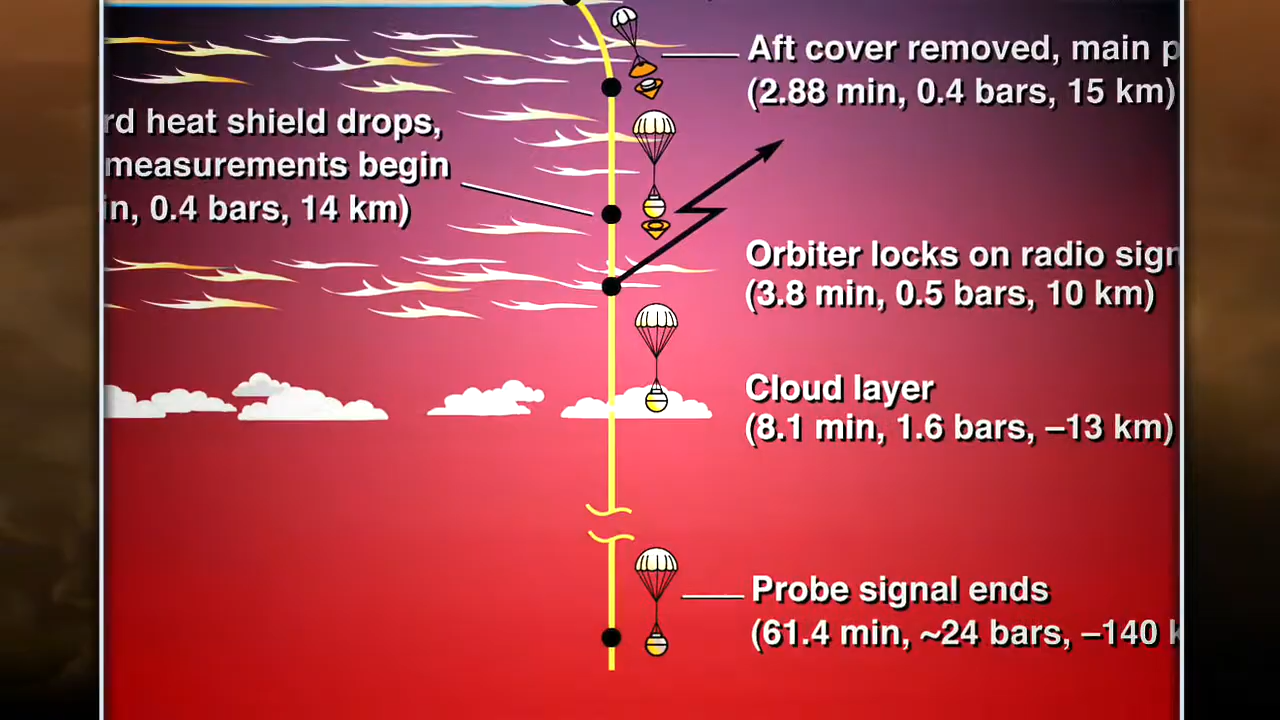 Aft cover removed, main p
(2.88 min, 0.4 bars, 15 km)
rd heat shield drops,
measurements begin
in, 0.4 bars, 14 km)
Orbiter locks on radio sign
(3.8 min, 0.5 bars, 10 km)
Cloud layer
(8.1 min, 1.6 bars, –13 km)
Probe signal ends
(61.4 min, ~24 bars, –140 k